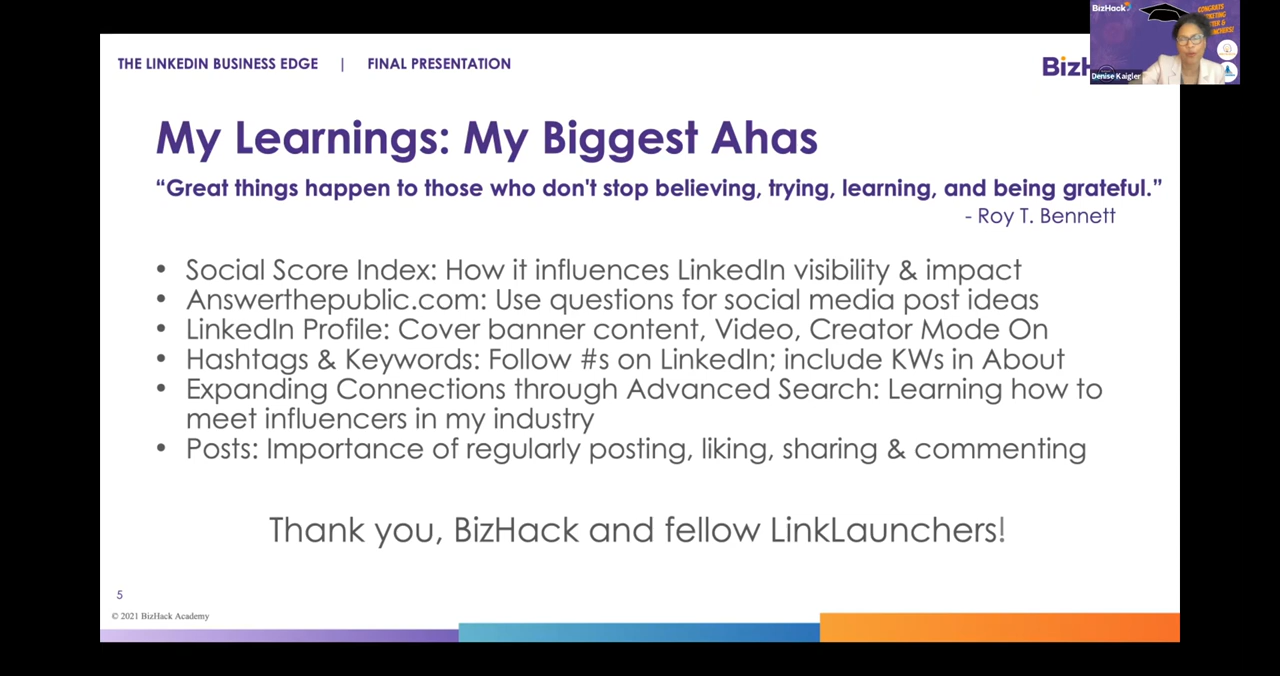 THE LINKEDIN BUSINESS EDGE | FINAL PRESENTATION
BizHack
CONGRATS
Denise Kaigler
My Learnings: My Biggest Ahas
“Great things happen to those who don't stop believing, trying, learning, and being grateful.”
- Roy T. Bennett
• Social Score Index: How it influences LinkedIn visibility & impact
• Answerthepublic.com: Use questions for social media post ideas
• LinkedIn Profile: Cover banner content, Video, Creator Mode On
• Hashtags & Keywords: Follow #s on LinkedIn; include KWs in About
• Expanding Connections through Advanced Search: Learning how to
meet influencers in my industry
• Posts: Importance of regularly posting, liking, sharing & commenting
Thank you, BizHack and fellow LinkLaunchers!
5
© 2021 BizHack Academy